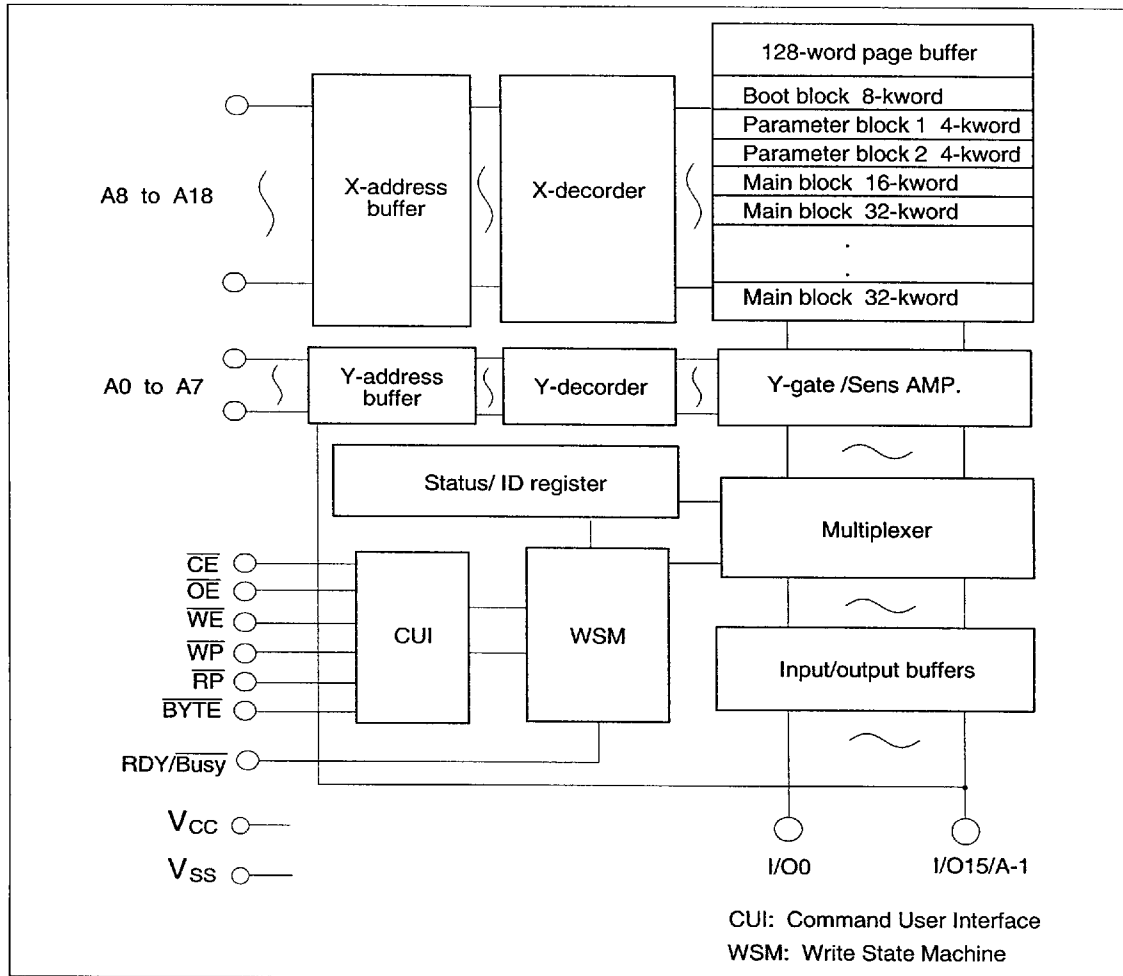 128-word page buffer
Boot block 8-kword
Parameter block 1 4-kword
Parameter block 2 4-kword
Main block 16-kword
Main block 32-kword
.
.
Main block 32-kword
A8 to A18
X-address
buffer
X-decorder
A0 to A7
Y-address
buffer
Y-decorder
Y-gate /Sens AMP.
Status/ ID register
Multiplexer
CE
OE
WE
WP
RP
BYTE
CUI
WSM
Input/output buffers
RDY/Busy
VCC
VSS
I/O0
I/O15/A-1
CUI: Command User Interface
WSM: Write State Machine